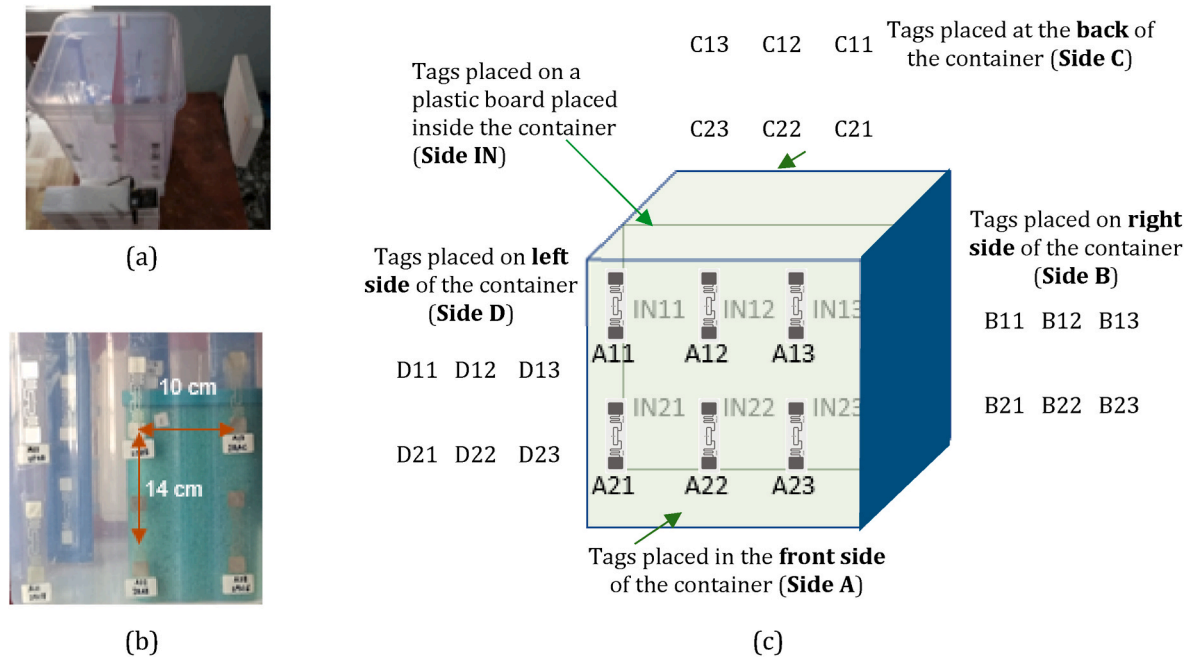 (a)
10 cm
14 cm
(b)
C13 C12 C11
Tags placed at the back of
the container (Side C)
C23 C22 C21
Tags placed on a
plastic board placed
inside the container
(Side IN)
Tags placed on left
side of the container
(Side D)
D11 D12 D13
D21 D22 D23
IN11 IN12 IN13
A11 A12 A13
IN21 IN22 IN23
A21 A22 A23
Tags placed on right
side of the container
(Side B)
B11 B12 B13
B21 B22 B23
Tags placed in the front side
of the container (Side A)
(c)